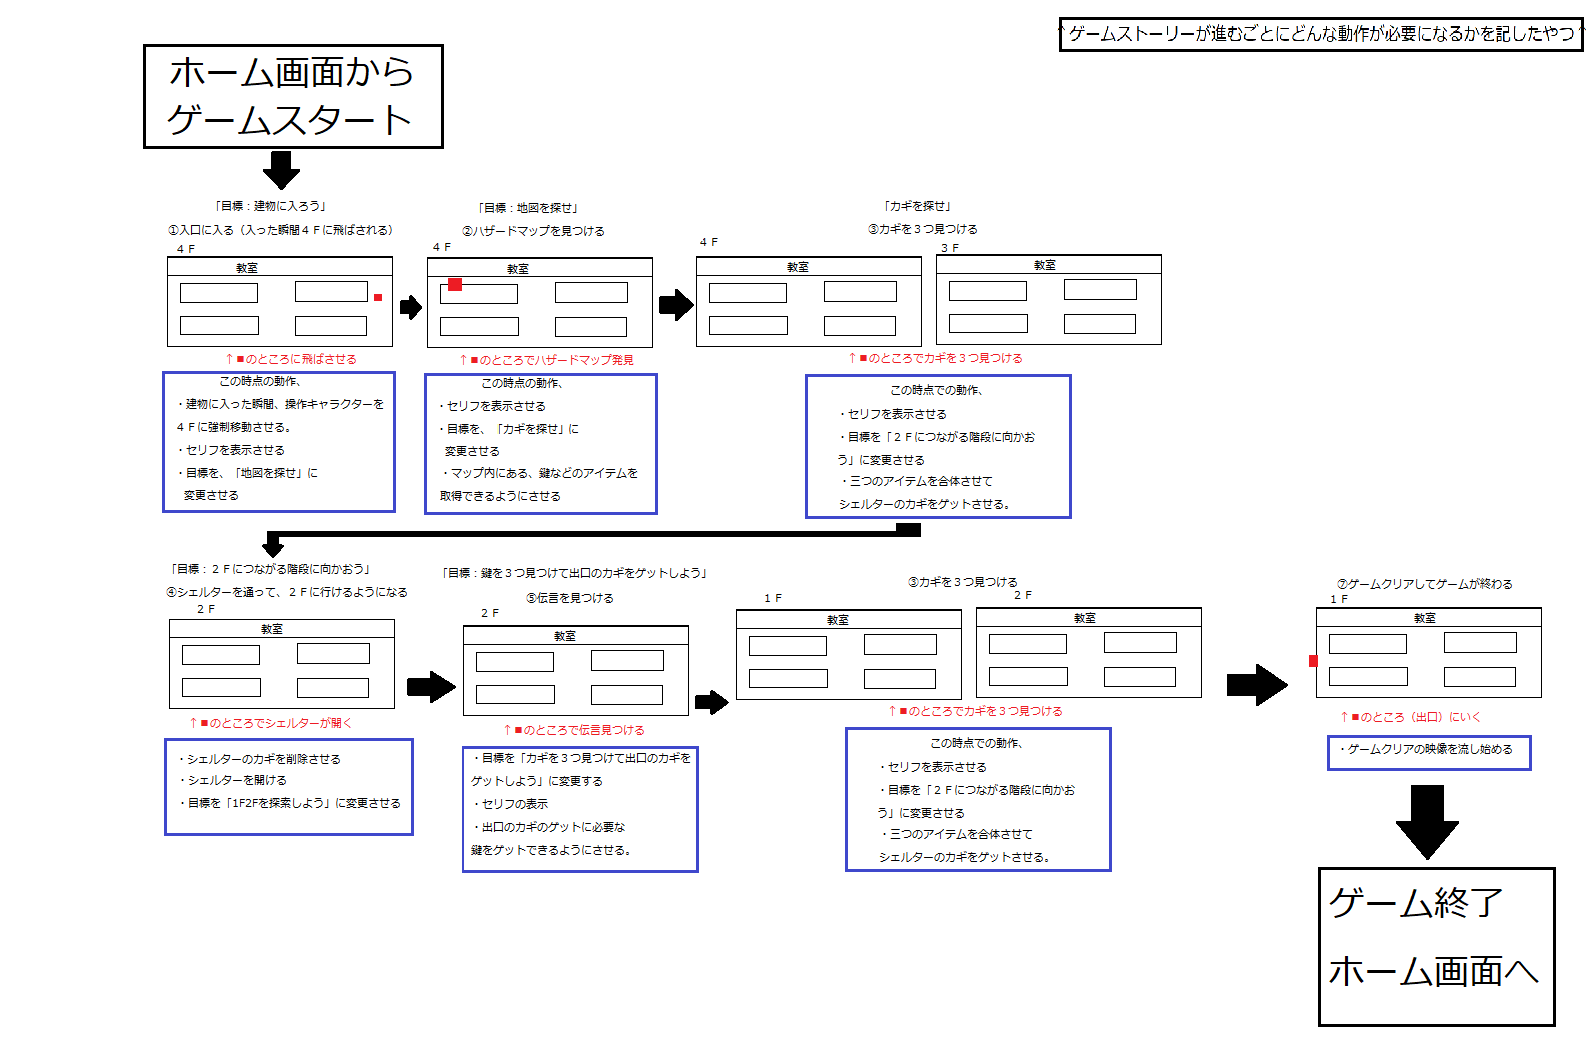 ↑ゲームストーリーが進むごとにどんな動作が必要になるかを記したやつ↑
ホーム画面から
ゲームスタート
「目標：建物に入ろう」
①入口に入る（入った瞬間４Ｆに飛ばされる）
４Ｆ
教室
↑■のところに飛ばさせる
この時点の動作、
・建物に入った瞬間、操作キャラクターを
４Ｆに強制移動させる。
・セリフを表示させる
・目標を、「地図を探せ」に
変更させる
「目標：地図を探せ」
②ハザードマップを見つける
４Ｆ
教室
↑■のところでハザードマップ発見
この時点の動作、
・セリフを表示させる
・目標を、「カギを探せ」に
変更させる
・マップ内にある、鍵などのアイテムを
取得できるようにさせる
「カギを探せ」
③カギを３つ見つける
４Ｆ
教室
３Ｆ
教室
↑■のところでカギを３つ見つける
この時点での動作、
・セリフを表示させる
・目標を「２Ｆにつながる階段に向かお
う」に変更させる
・三つのアイテムを合体させて
シェルターのカギをゲットさせる。
「目標：２Ｆにつながる階段に向かおう」
④シェルターを通って、２Ｆに行けるようになる
２Ｆ
教室
↑■のところでシェルターが開く
・シェルターのカギを削除させる
・シェルターを開ける
・目標を「1F2Fを探索しよう」に変更させる
「目標：鍵を３つ見つけて出口のカギをゲットしよう」
⑤伝言を見つける
２Ｆ
教室
↑■のところで伝言見つける
・目標を「カギを３つ見つけて出口のカギを
ゲットしよう」に変更する
・セリフの表示
・出口のカギのゲットに必要な
鍵をゲットできるようにさせる。
③カギを３つ見つける
１Ｆ
教室
２Ｆ
教室
↑■のところでカギを３つ見つける
この時点での動作、
・セリフを表示させる
・目標を「２Ｆにつながる階段に向かお
う」に変更させる
・三つのアイテムを合体させて
シェルターのカギをゲットさせる。
⑦ゲームクリアしてゲームが終わる
１Ｆ
教室
↑■のところ（出口）にいく
・ゲームクリアの映像を流し始める
ゲーム終了
ホーム画面へ